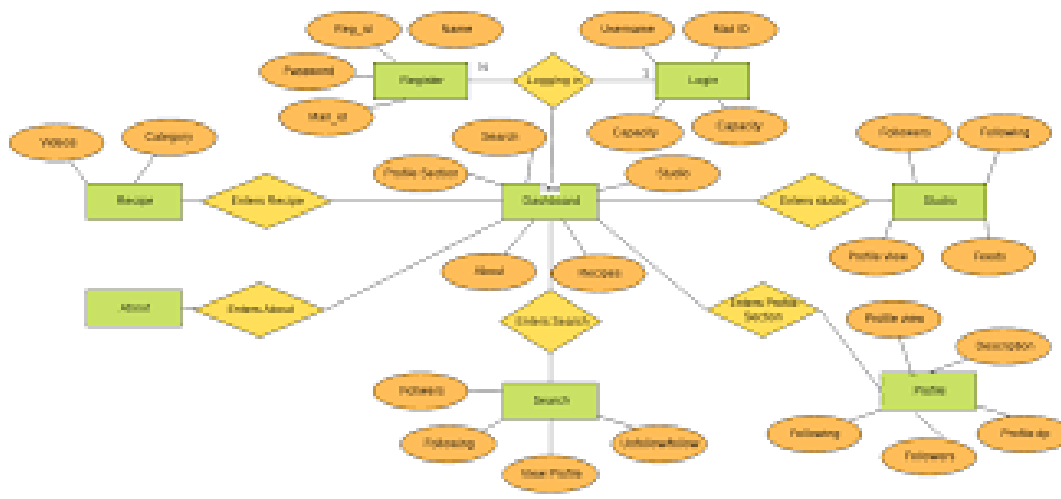 Reg_id
Name
Username
Mail ID
Password
Register
N
Logging in
1
Login
Mail_id
Search
Capacity
Capacity
Followers
Following
Videos
Category
Profile Section
Studio
Recipe
Enters Recipe
Dashboard
Enters studio
Studio
About
Recipes
Profile View
Feeds
About
Enters About
Enters Search
Enters Profile
Section
Profile view
Description
Followers
Search
Profile
Following
Unfollow/follow
Following
Profile dp
View Profile
Followers